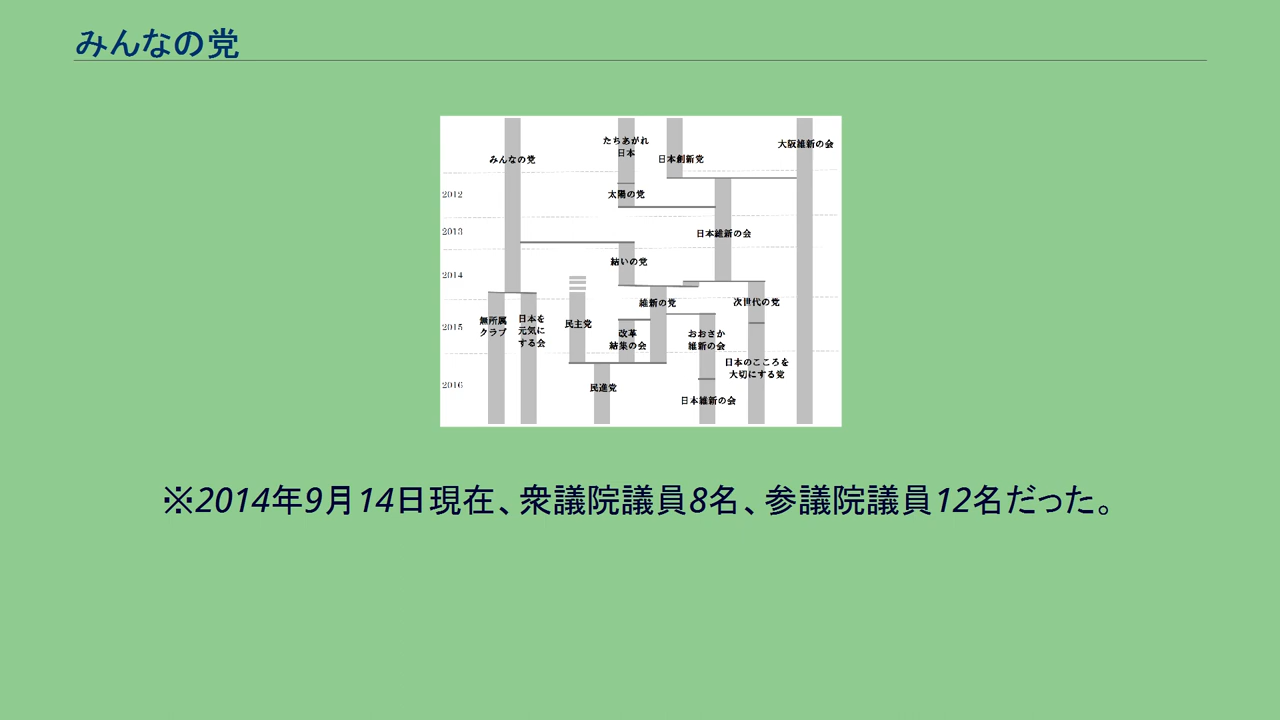 みんなの党
たちあがれ
日本
みんなの党
日本創新党
大阪維新の会
2012
太陽の党
2013
日本維新の会
結いの党
2014
維新の党
次世代の党
無所属
クラブ
日本を
元気に
する会
民主党
2015
改革
結集の会
おおさか
維新の会
日本のこころを
大切にする党
2016
民進党
日本維新の会
※2014年9月14日現在、衆議院議員8名、参議院議員12名だった。